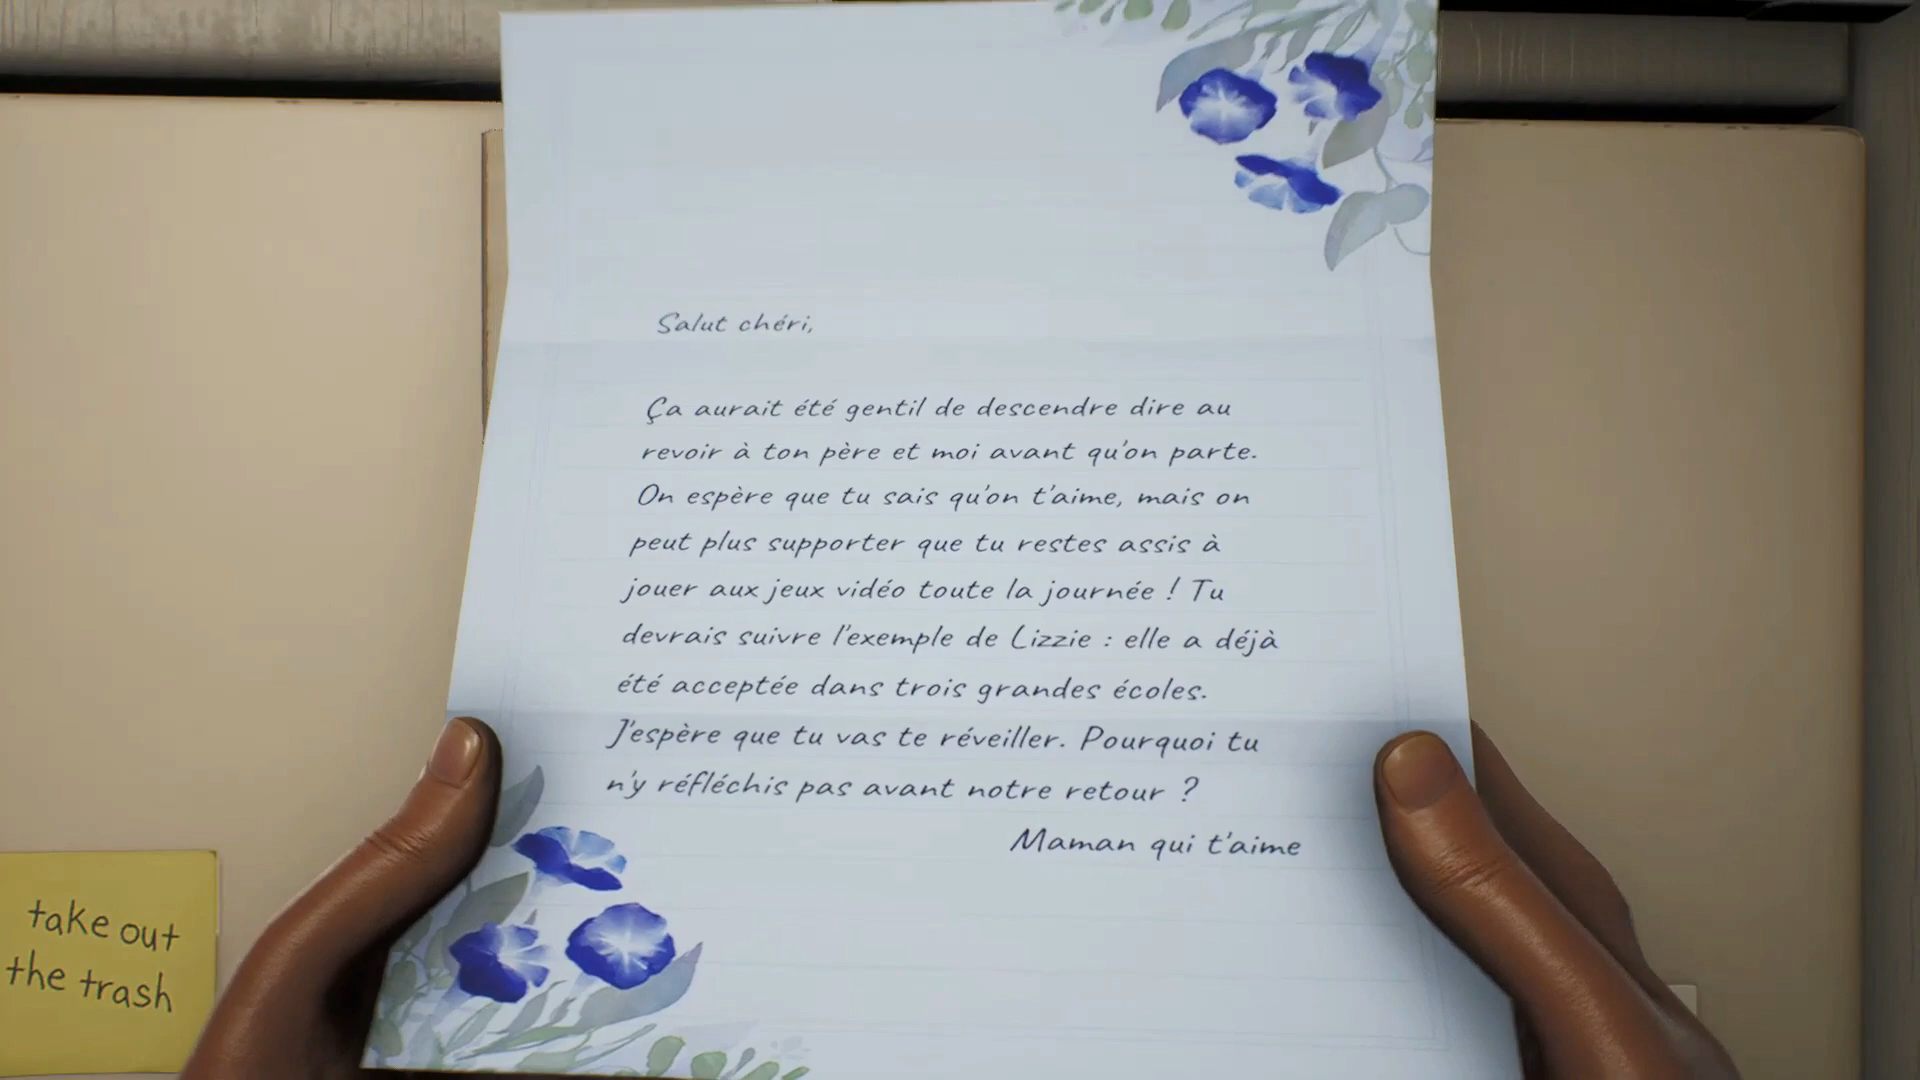 Salut chéri,
Ça aurait été gentil de descendre dire au
revoir à ton père et moi avant qu'on parte.
On espère que tu sais qu'on t'aime, mais on
peut plus supporter que tu restes assis à
jouer aux jeux vidéo toute la journée ! Tu
devrais suivre l'exemple de Lizzie : elle a déjà
été acceptée dans trois grandes écoles.
J'espère que tu vas te réveiller. Pourquoi tu
n'y réfléchis pas avant notre retour ?
Maman qui t'aime
take out
the trash